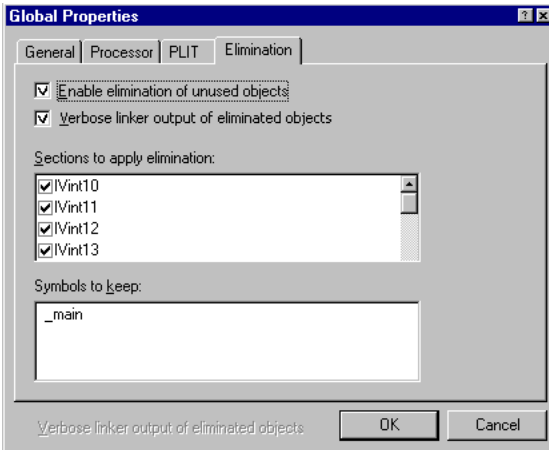 Global Properties
General Processor PLIT Elimination
Enable elimination of unused objects
Verbose linker output of eliminated objects
Sections to apply elimination:
IVint10
IVint11
IVint12
IVint13
Symbols to keep:
_main
Verbose linker output of eliminated objects OK Cancel